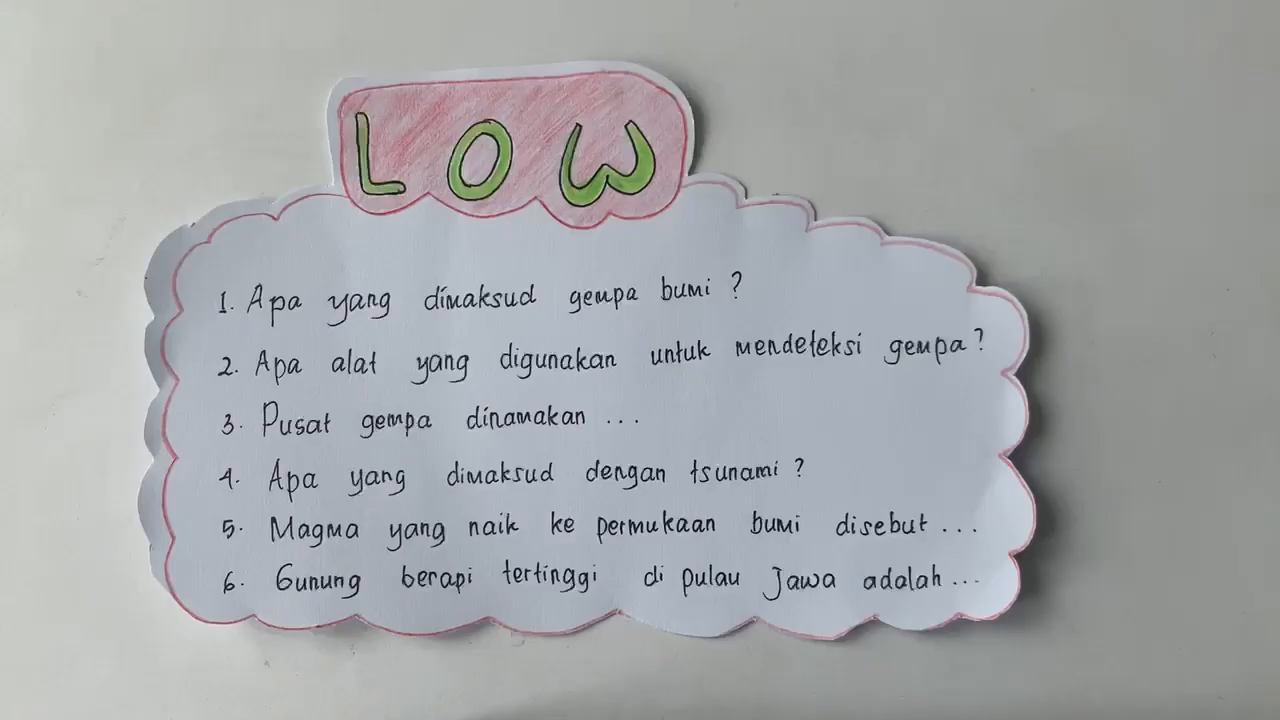 LOW
1. Apa yang dimaksud gempa bumi ?
2. Apa alat yang digunakan untuk mendeteksi gempa?
3. Pusat gempa dinamakan ...
4. Apa yang dimaksud dengan tsunami ?
5. Magma yang naik ke permukaan bumi disebut ...
6. Gunung berapi tertinggi di pulau Jawa adalah ...